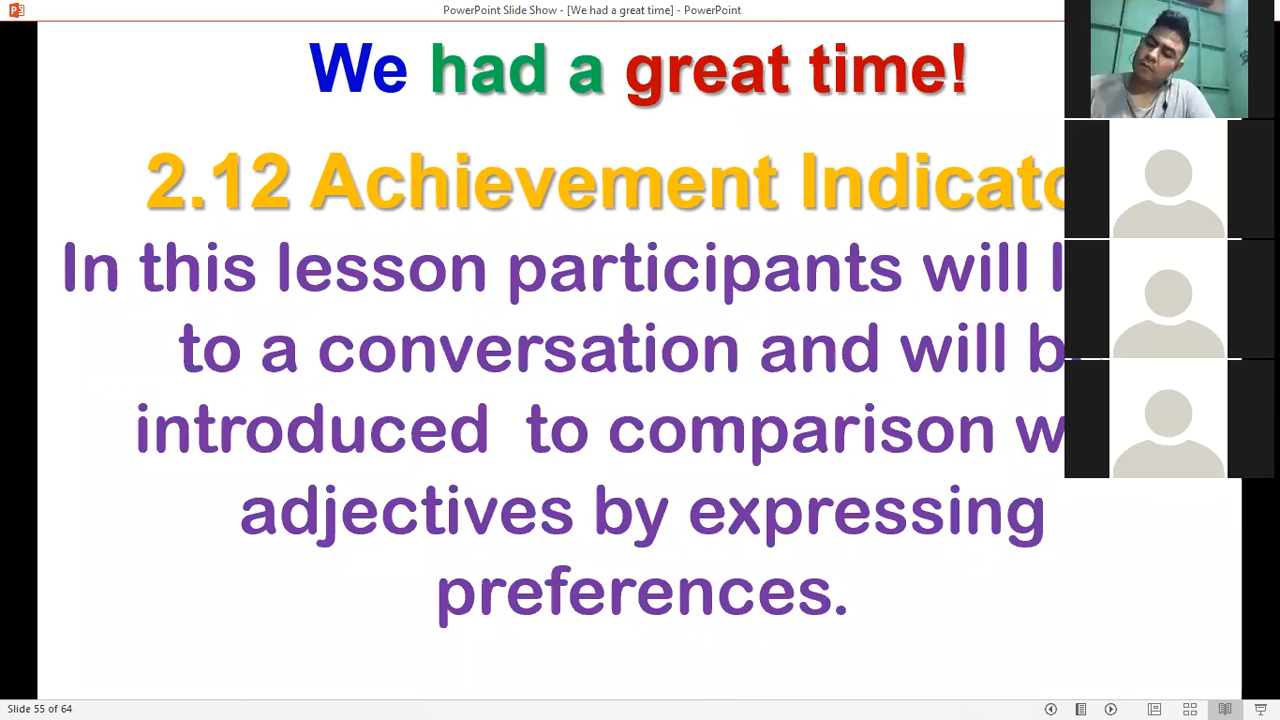 PowerPoint Slide Show - [We had a great time] - PowerPoint
We had a great time!
2.12 Achievement
In this lesson participants will
to a conversation and will
introduced to comparison
adjectives by expressing
preferences.
Slide 55 of 64